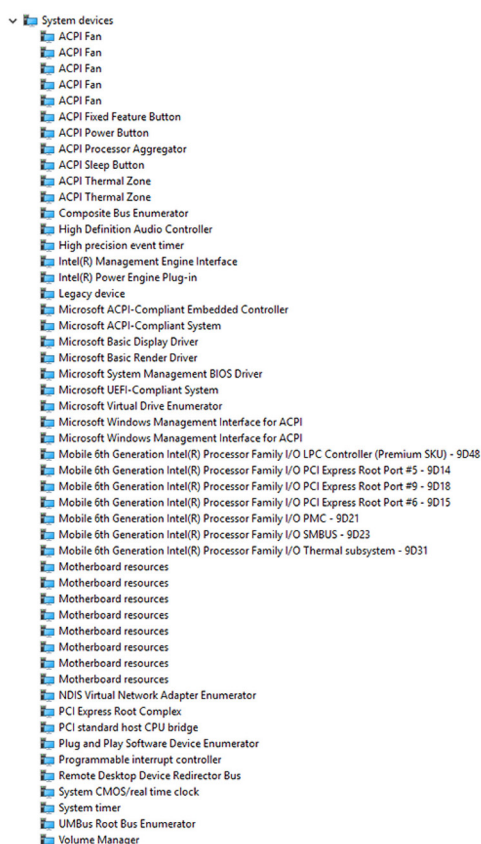 System devices
ACPI Fan
ACPI Fan
ACPI Fan
ACPI Fan
ACPI Fan
ACPI Fixed Feature Button
ACPI Power Button
ACPI Processor Aggregator
ACPI Sleep Button
ACPI Thermal Zone
ACPI Thermal Zone
Composite Bus Enumerator
High Definition Audio Controller
High precision event timer
Intel(R) Management Engine Interface
Intel(R) Power Engine Plug-in
Legacy device
Microsoft ACPI-Compliant Embedded Controller
Microsoft ACPI-Compliant System
Microsoft Basic Display Driver
Microsoft Basic Render Driver
Microsoft System Management BIOS Driver
Microsoft UEFI-Compliant System
Microsoft Virtual Drive Enumerator
Microsoft Windows Management Interface for ACPI
Microsoft Windows Management Interface for ACPI
Mobile 6th Generation Intel(R) Processor Family I/O LPC Controller (Premium SKU) - 9D48
Mobile 6th Generation Intel(R) Processor Family I/O PCI Express Root Port #5 - 9D14
Mobile 6th Generation Intel(R) Processor Family I/O PCI Express Root Port #9 - 9D18
Mobile 6th Generation Intel(R) Processor Family I/O PCI Express Root Port #6 - 9D15
Mobile 6th Generation Intel(R) Processor Family I/O PMC - 9D21
Mobile 6th Generation Intel(R) Processor Family I/O SMBUS - 9D23
Mobile 6th Generation Intel(R) Processor Family I/O Thermal subsystem - 9D31
Motherboard resources
Motherboard resources
Motherboard resources
Motherboard resources
Motherboard resources
Motherboard resources
Motherboard resources
Motherboard resources
NDIS Virtual Network Adapter Enumerator
PCI Express Root Complex
PCI standard host CPU bridge
Plug and Play Software Device Enumerator
Programmable interrupt controller
Remote Desktop Device Redirector Bus
System CMOS/real time clock
System timer
UMBus Root Bus Enumerator
Volume Manager